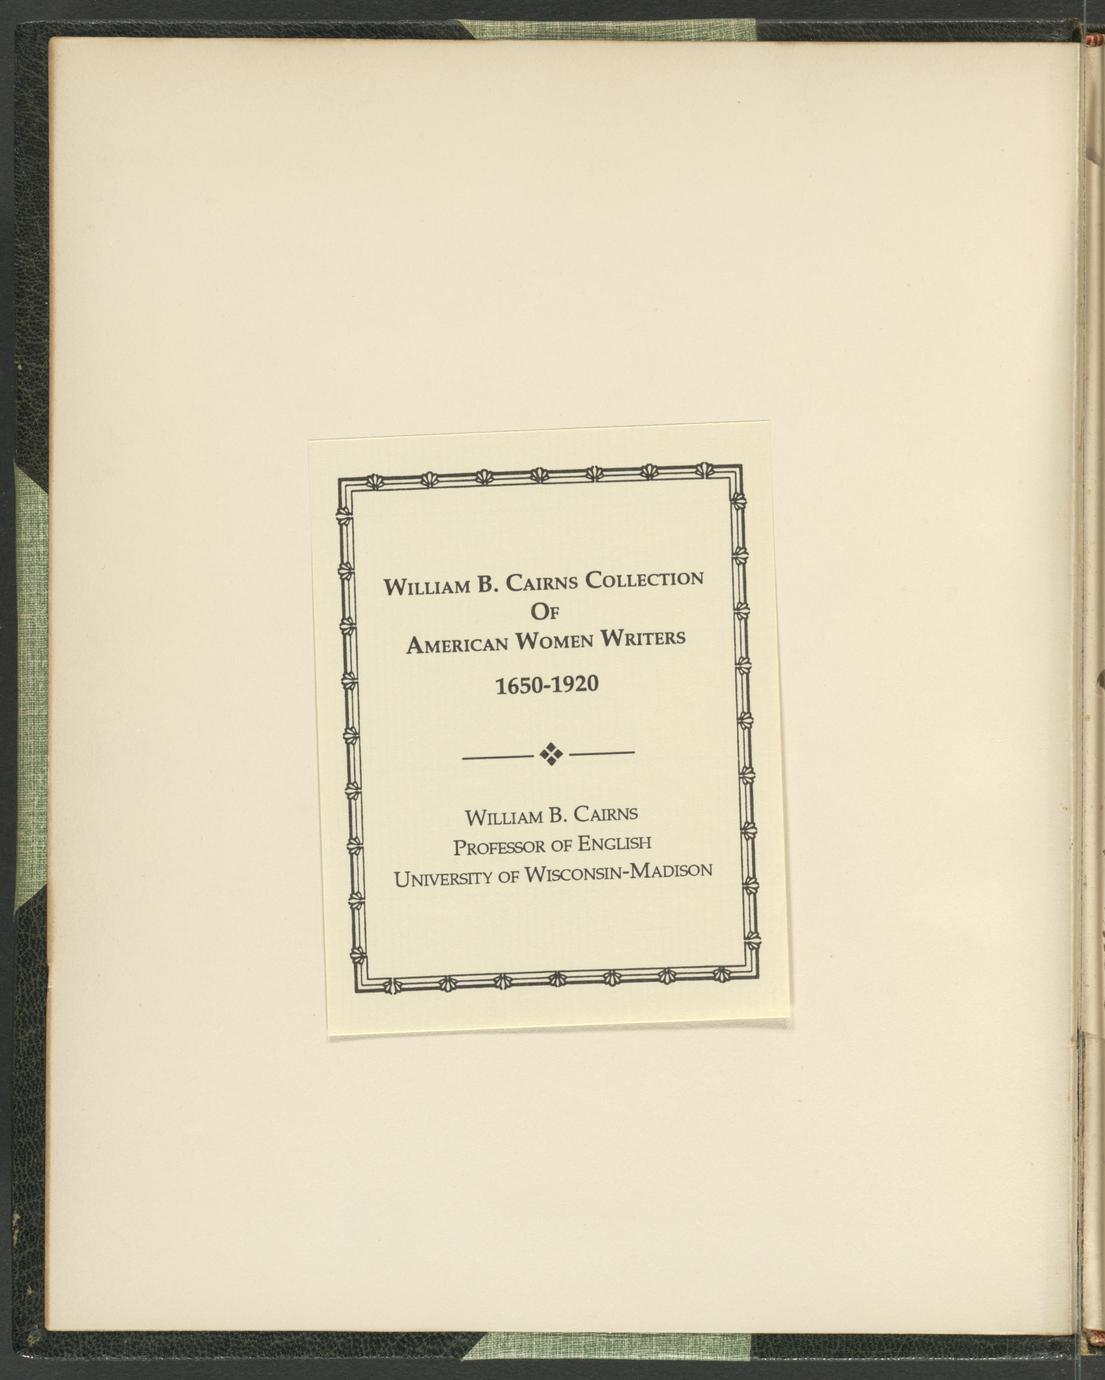 William B. Cairns Collection
Of
American Women Writers
1650-1920
William B. Cairns
Professor of English
University of Wisconsin-Madison